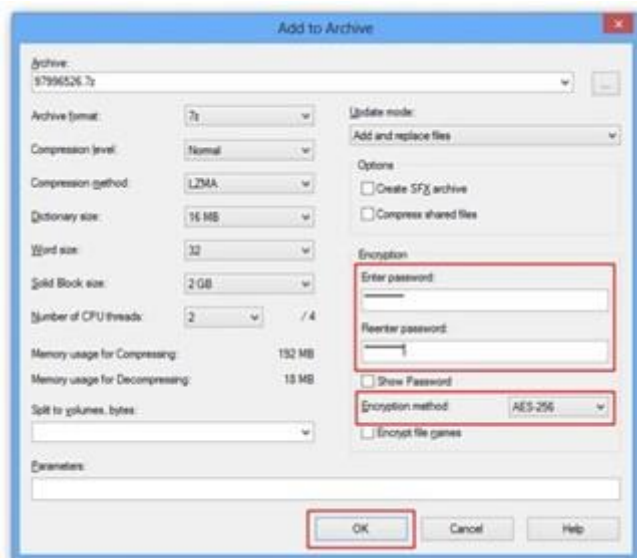 Add to Archive
Archive:
97996526.7z
...
Archive format: 7z
Compression level: Normal
Compression method: LZMA
Dictionary size: 16 MB
Word size: 32
Solid Block size: 2 GB
Number of CPU threads: 2 / 4
Memory usage for Compressing: 192 MB
Memory usage for Decompressing: 18 MB
Split to volumes, bytes:
Update mode:
Add and replace files
Options
Create SFX archive
Compress shared files
Encryption
Enter password:
Reenter password:
Show Password
Encryption method: AES-256
Encrypt file names
Parameters:
OK Cancel Help